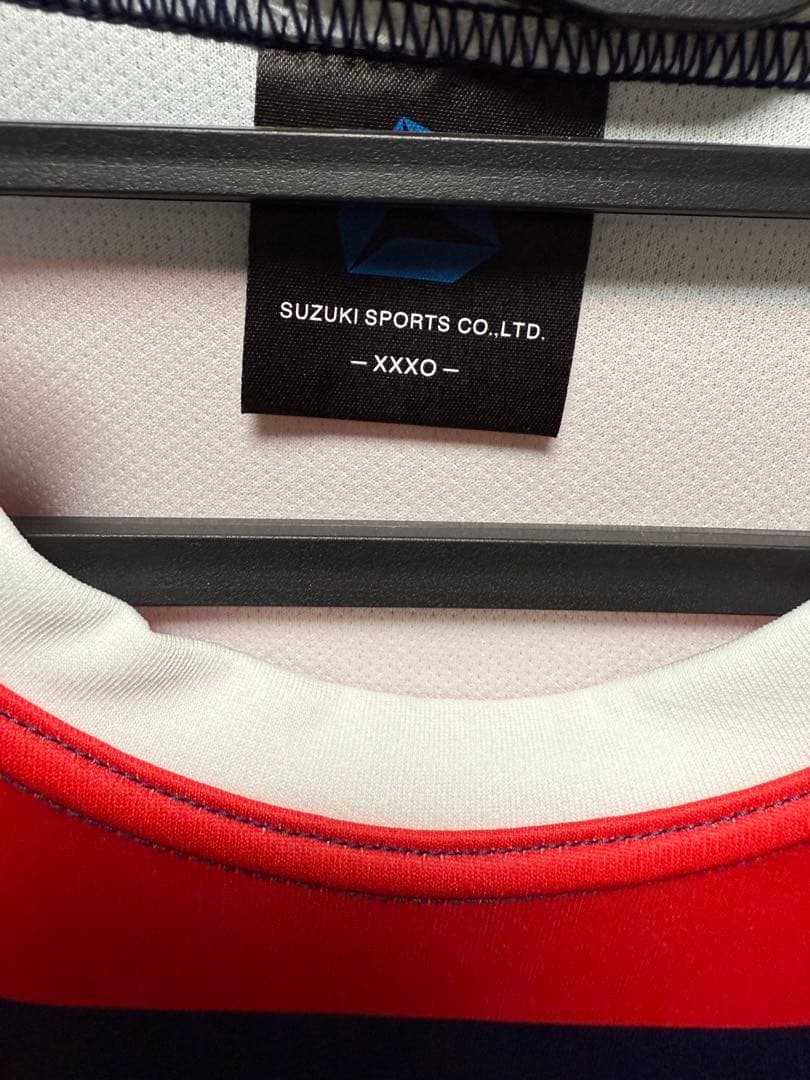 SUZUKI SPORTS CO.,LTD.
– XXXO –